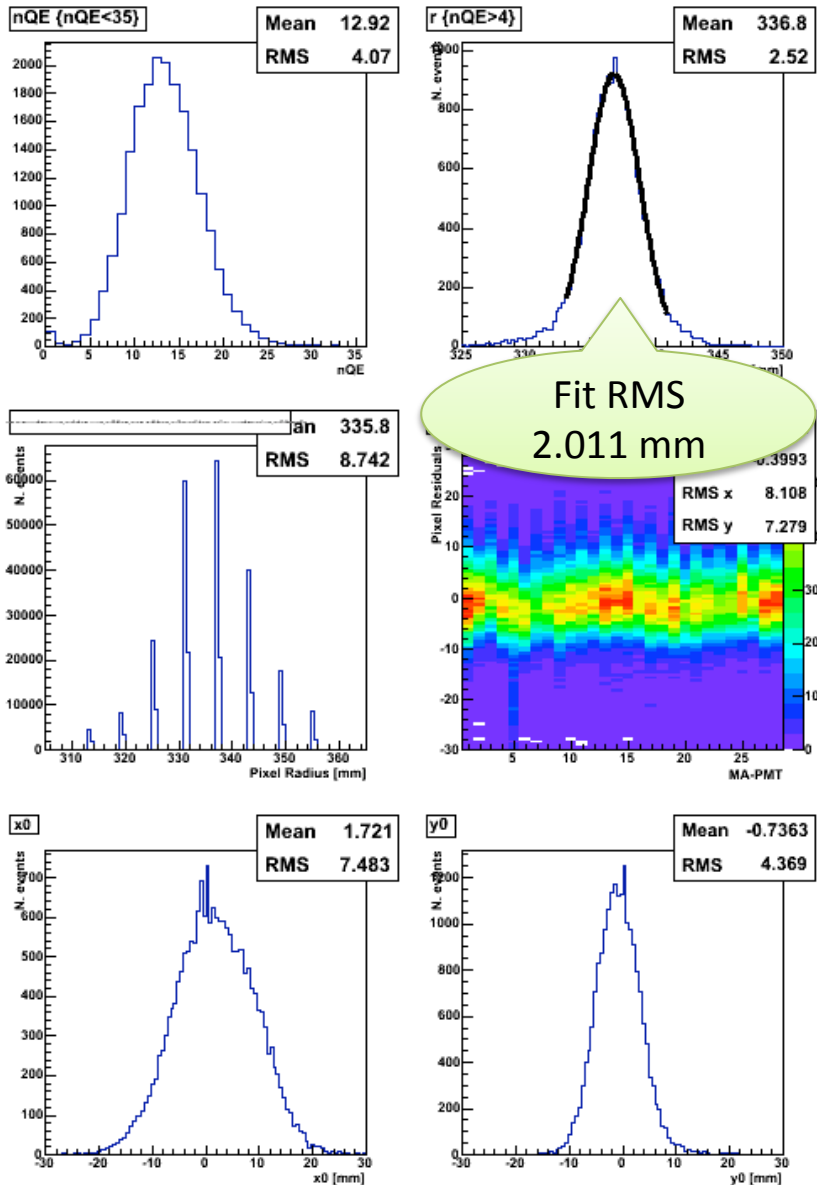 nQE {nQE<35}
Mean 12.92
RMS 4.07
2000
1800
1600
1400
1200
1000
800
600
400
200
0
0 5 10 15 20 25 30 35
nQE
r {nQE>4}
Mean 336.8
RMS 2.52
N. events
1000
800
600
400
200
0
325 330 345 350
Fit RMS
2.011 mm
335.8
RMS 8.742
N. events
60000
50000
40000
30000
20000
10000
0
310 320 330 340 350 360
Pixel Radius [mm]
0.3993
RMS x 8.108
RMS y 7.279
Pixel Residuals
20
10
0
-10
-20
-30
5 10 15 20 25
MA-PMT
x0
Mean 1.721
RMS 7.483
N. events
700
600
500
400
300
200
100
0
-30 -20 -10 0 10 20 30
x0 [mm]
y0
Mean -0.7363
RMS 4.369
N. events
1200
1000
800
600
400
200
0
-30 -20 -10 0 10 20 30
y0 [mm]